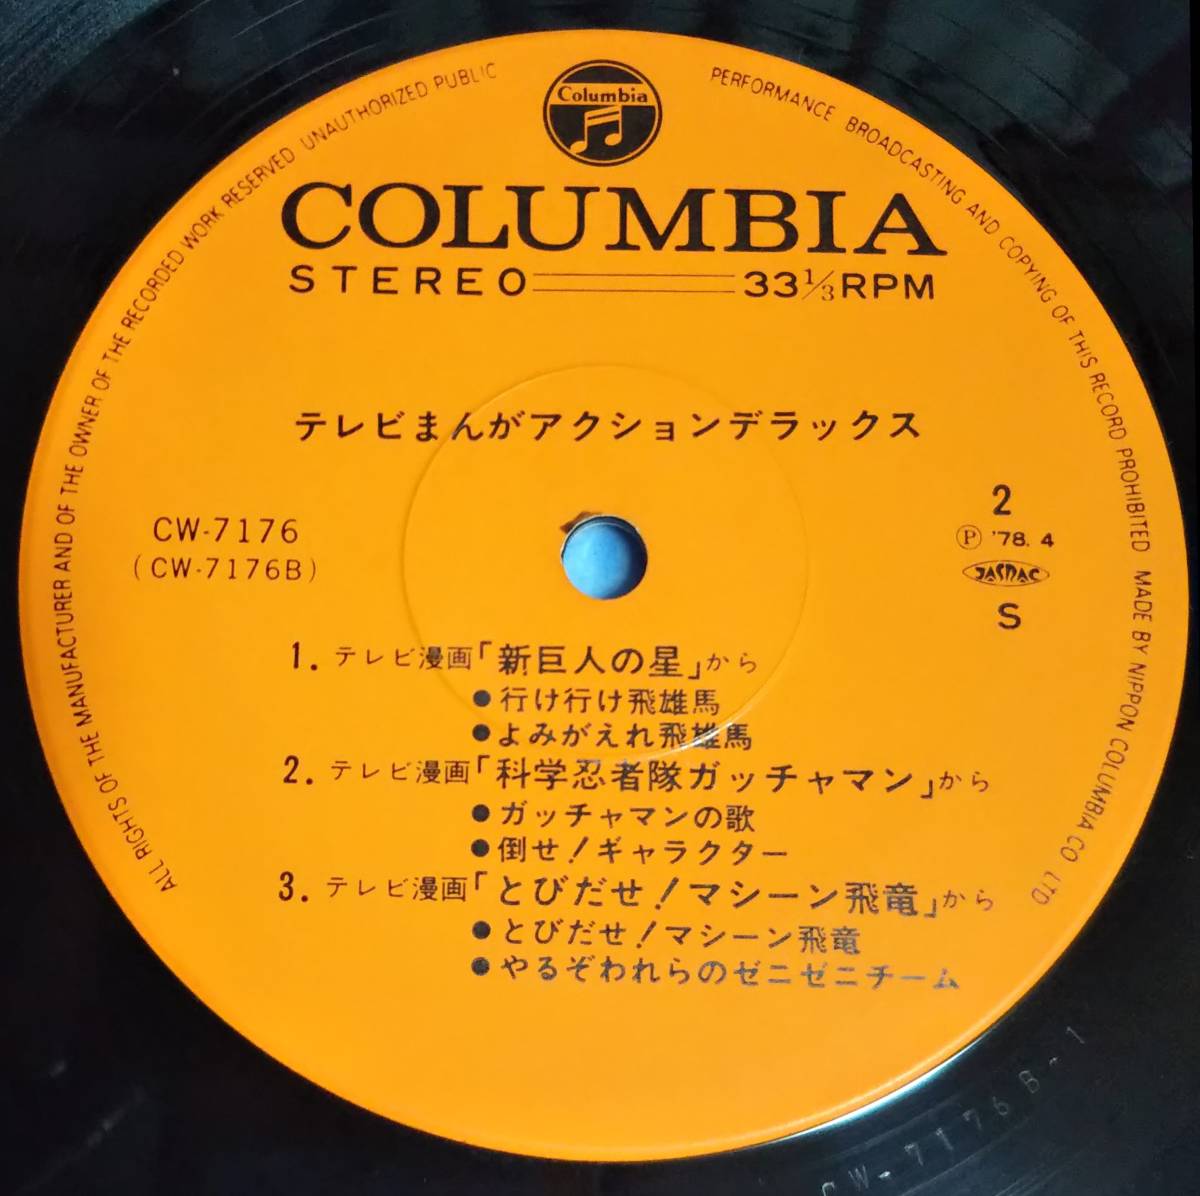 ALL RIGHTS OF THE MANUFACTURER AND OF THE OWNER OF THE RECORDED WORK RESERVED UNAUTHORIZED PUBLIC PERFORMANCE BROADCASTING AND COPYING OF THIS RECORD PROHIBITED MADE BY NIPPON COLUMBIA CO LTD
Columbia
COLUMBIA
STEREO 33⅓RPM
テレビまんがアクションデラックス
CW-7176
(CW-7176B)
2
Ⓟ '78. 4
JASRAC
S
1. テレビ漫画「新巨人の星」から
●行け行け飛雄馬
●よみがえれ飛雄馬
2. テレビ漫画「科学忍者隊ガッチャマン」から
●ガッチャマンの歌
●倒せ!ギャラクター
3. テレビ漫画「とびだせ!マシーン飛竜」から
●とびだせ!マシーン飛竜
●やるぞわれらのゼニゼニチーム
CW-7176B-1